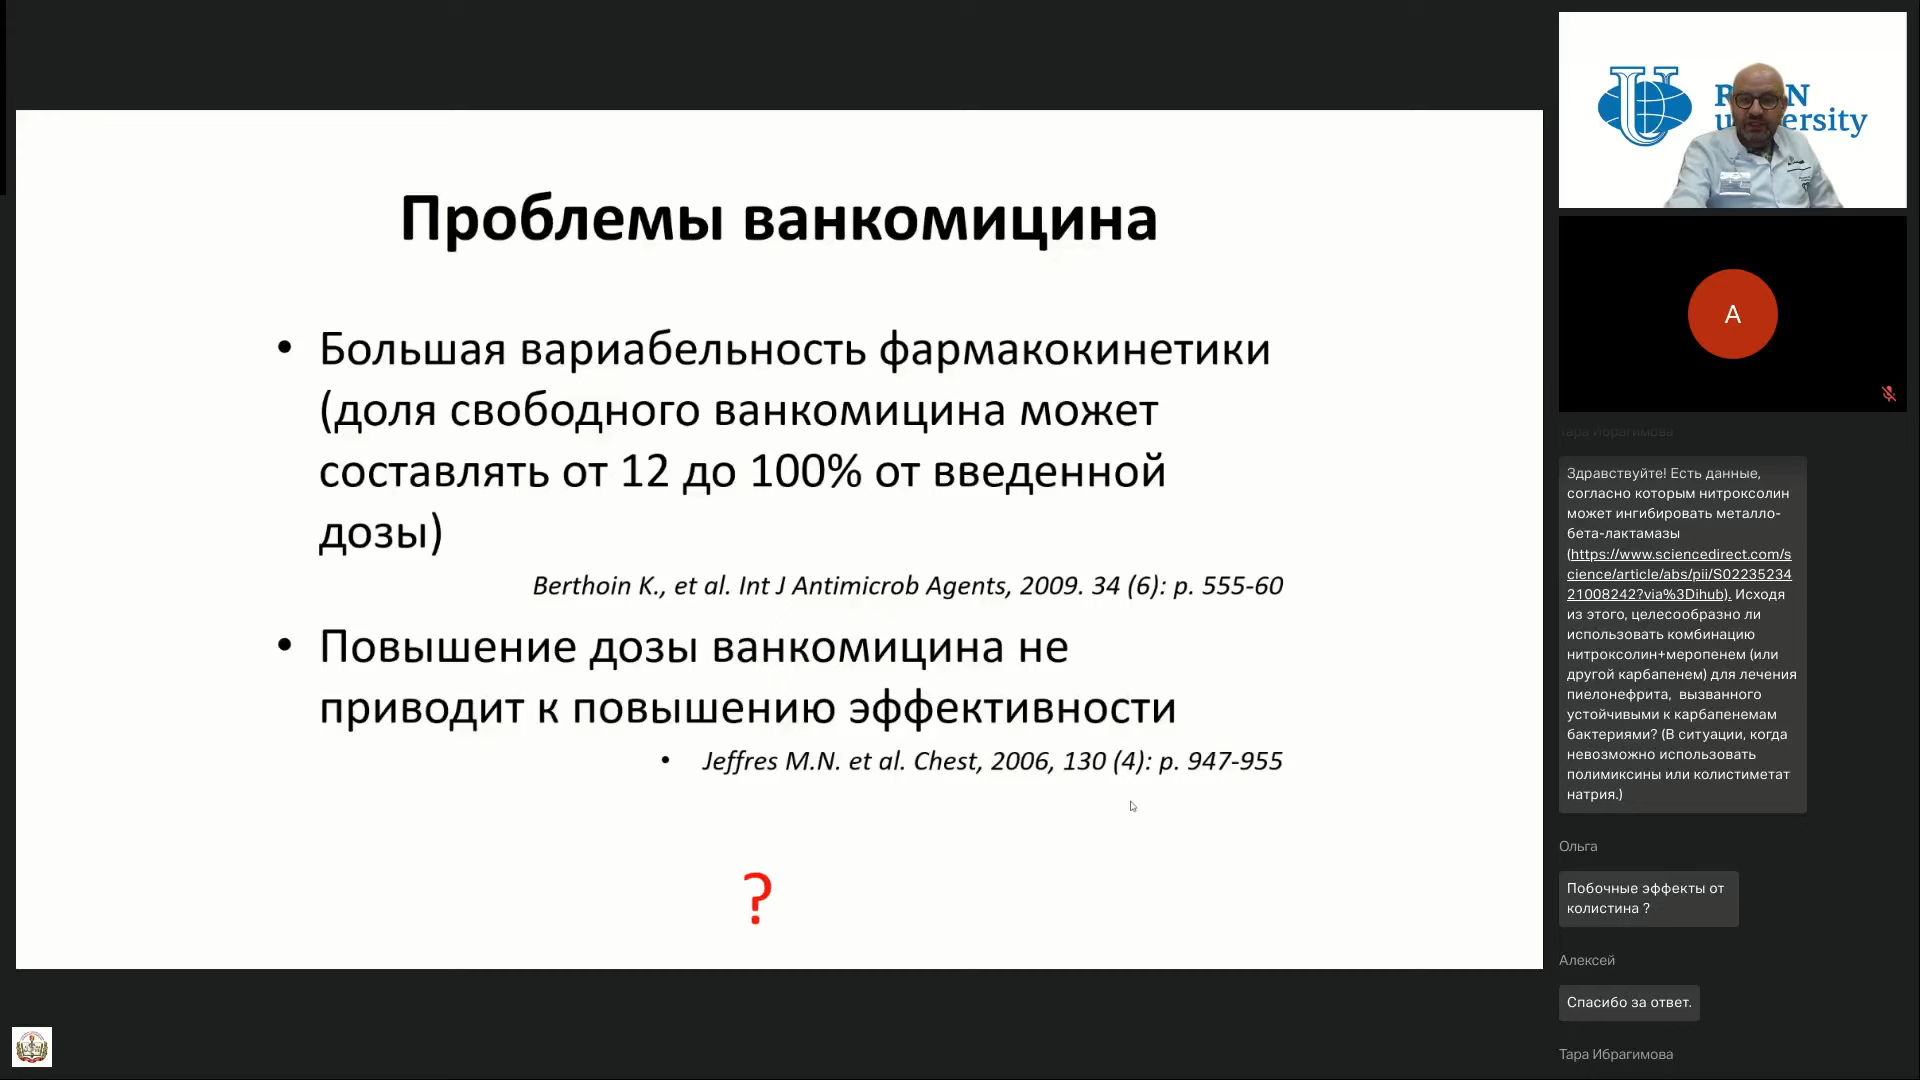 Проблемы ванкомицина
• Большая вариабельность фармакокинетики
(доля свободного ванкомицина может
составлять от 12 до 100% от введенной
дозы)
Berthoin K., et al. Int J Antimicrob Agents, 2009. 34 (6): p. 555-60
• Повышение дозы ванкомицина не
приводит к повышению эффективности
• Jeffres M.N. et al. Chest, 2006, 130 (4): p. 947-955
?
university
A
Тара Ибрагимова
Здравствуйте! Есть данные,
согласно которым нитроксолин
может ингибировать металло-
бета-лактамазы
(https://www.sciencedirect.com/s
cience/article/abs/pii/S02235234
21008242?via%3Dihub). Исходя
из этого, целесообразно ли
использовать комбинацию
нитроксолин+меропенем (или
другой карбапенем) для лечения
пиелонефрита, вызванного
устойчивыми к карбапенемам
бактериями? (В ситуации, когда
невозможно использовать
полимиксины или колистиметат
натрия.)
Ольга
Побочные эффекты от
колистина ?
Алексей
Спасибо за ответ.
Тара Ибрагимова